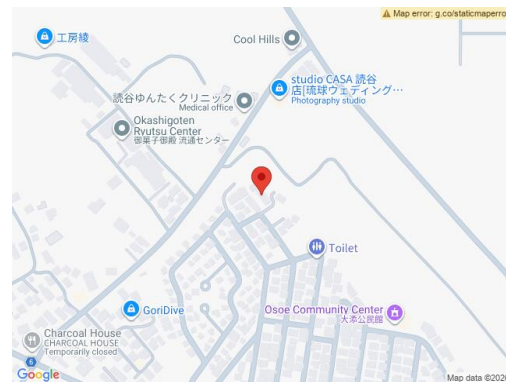 Map error: g.co/staticmaperro
工房綾
Cool Hills
studio CASA 読谷
店[琉球ウェディング…
Photography studio
読谷ゆんたくクリニック
Medical office
Okashigoten
Ryutsu Center
御菓子御殿 流通センター
Toilet
GoriDive
Osoe Community Center
大添公民館
Charcoal House
CHARCOAL HOUSE
Temporarily closed
6
Google
Map data ©2026